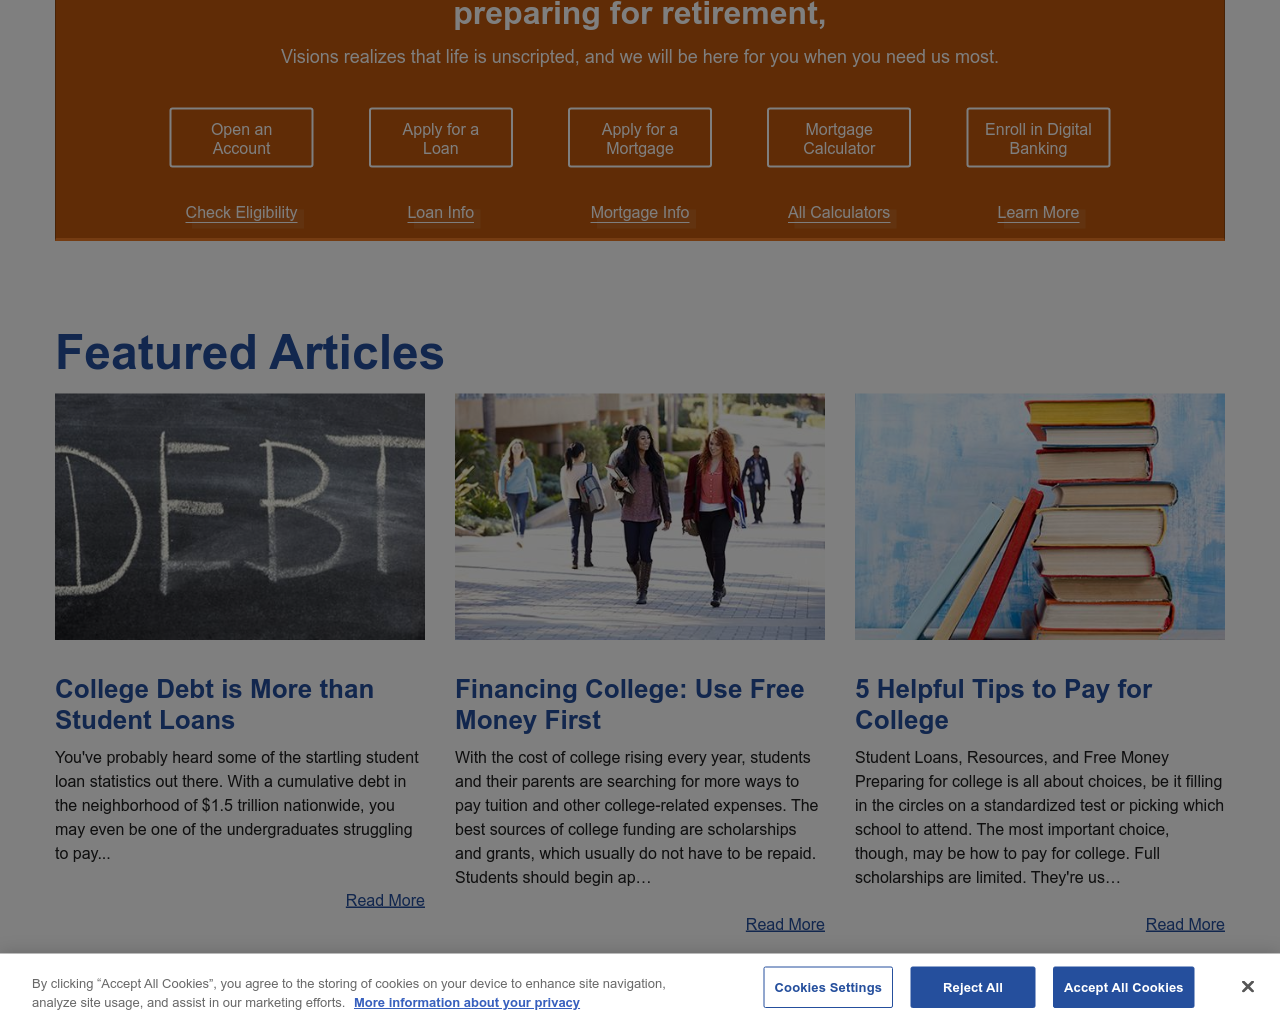 preparing for retirement,
Visions realizes that life is unscripted, and we will be here for you when you need us most.
Open an
Account
Apply for a
Loan
Apply for a
Mortgage
Mortgage
Calculator
Enroll in Digital
Banking
Check Eligibility
Loan Info
Mortgage Info
All Calculators
Learn More
Featured Articles
DEBT
College Debt is More than
Student Loans
You've probably heard some of the startling student
loan statistics out there. With a cumulative debt in
the neighborhood of $1.5 trillion nationwide, you
may even be one of the undergraduates struggling
to pay...
Read More
Financing College: Use Free
Money First
With the cost of college rising every year, students
and their parents are searching for more ways to
pay tuition and other college-related expenses. The
best sources of college funding are scholarships
and grants, which usually do not have to be repaid.
Students should begin ap…
Read More
5 Helpful Tips to Pay for
College
Student Loans, Resources, and Free Money
Preparing for college is all about choices, be it filling
in the circles on a standardized test or picking which
school to attend. The most important choice,
though, may be how to pay for college. Full
scholarships are limited. They're us…
Read More
By clicking “Accept All Cookies”, you agree to the storing of cookies on your device to enhance site navigation,
analyze site usage, and assist in our marketing efforts. More information about your privacy
Cookies Settings
Reject All
Accept All Cookies